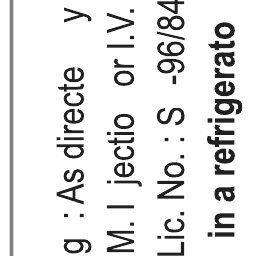 g : As directe y
M. I jectio or I.V.
Lic. No. : S -96/84
in a refrigerato